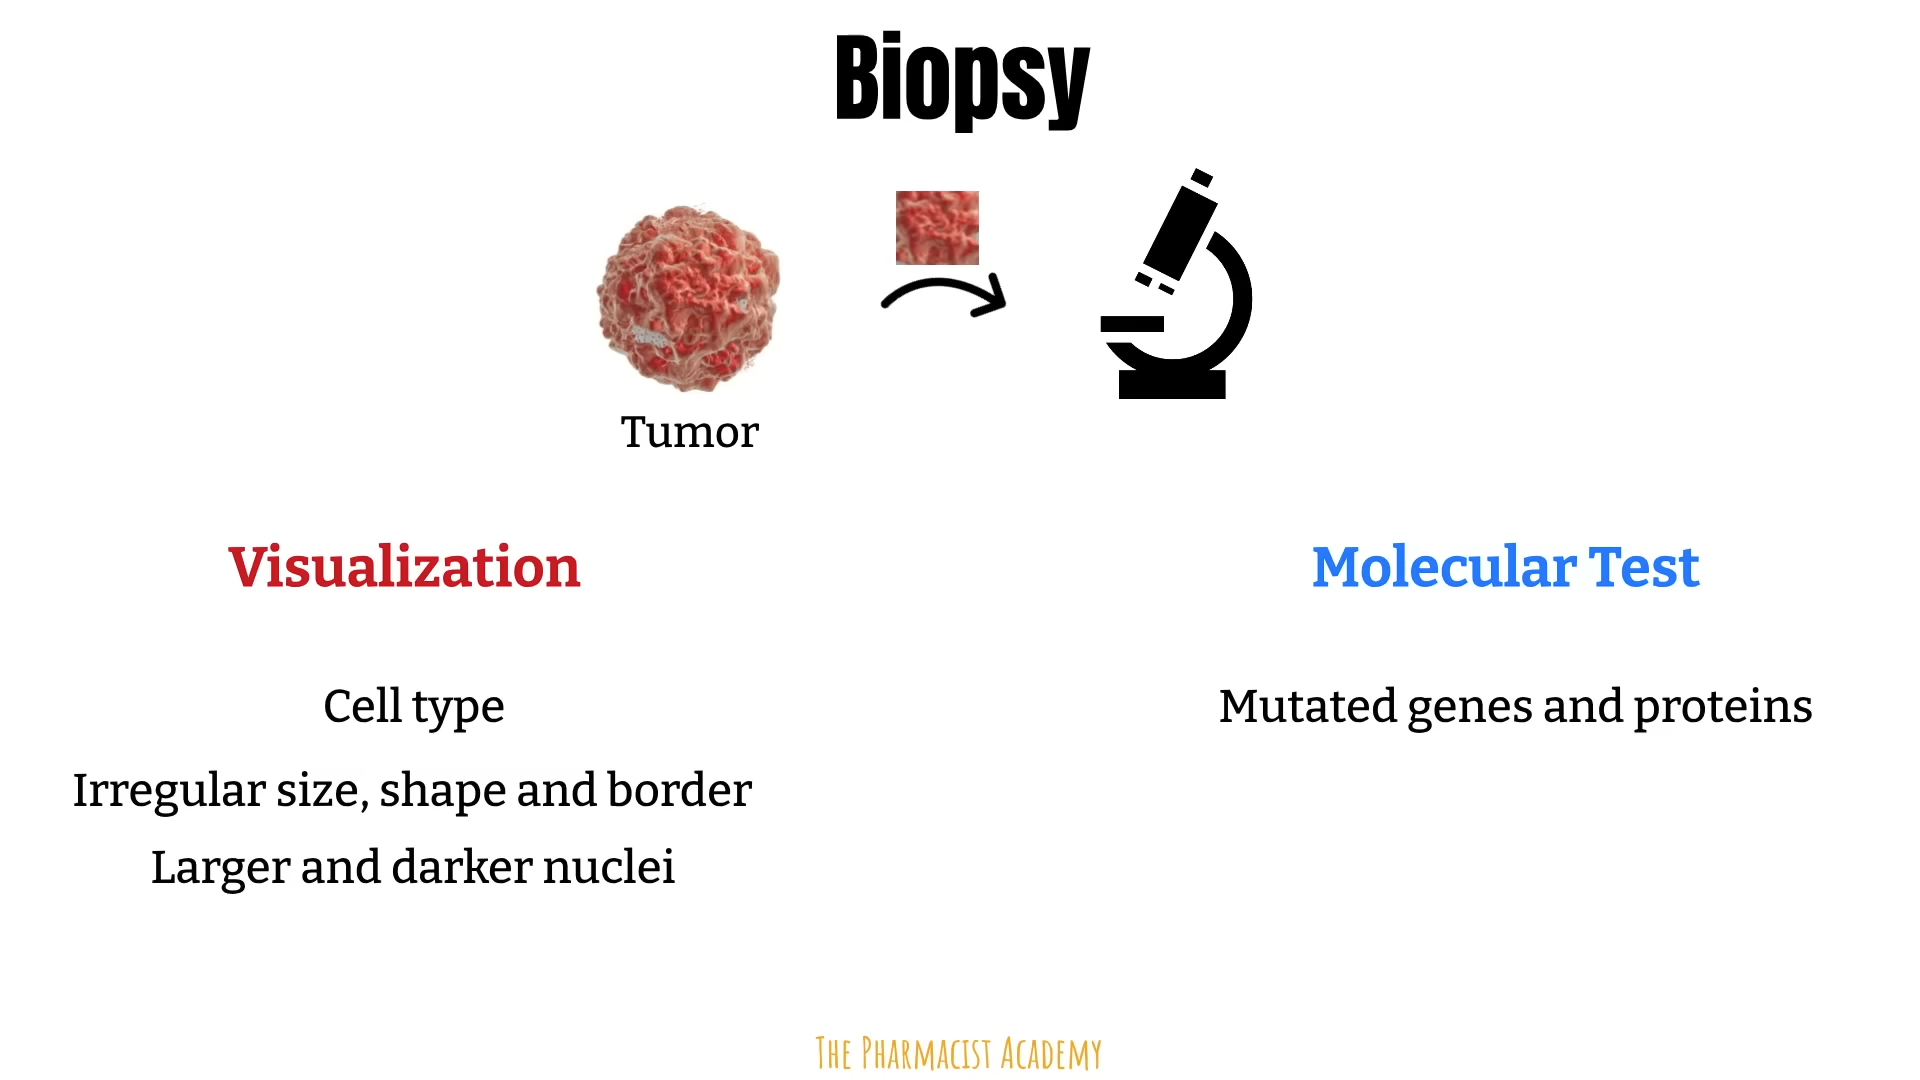 Biopsy
Tumor
Visualization
Molecular Test
Cell type
Mutated genes and proteins
Irregular size, shape and border
Larger and darker nuclei
The Pharmacist Academy